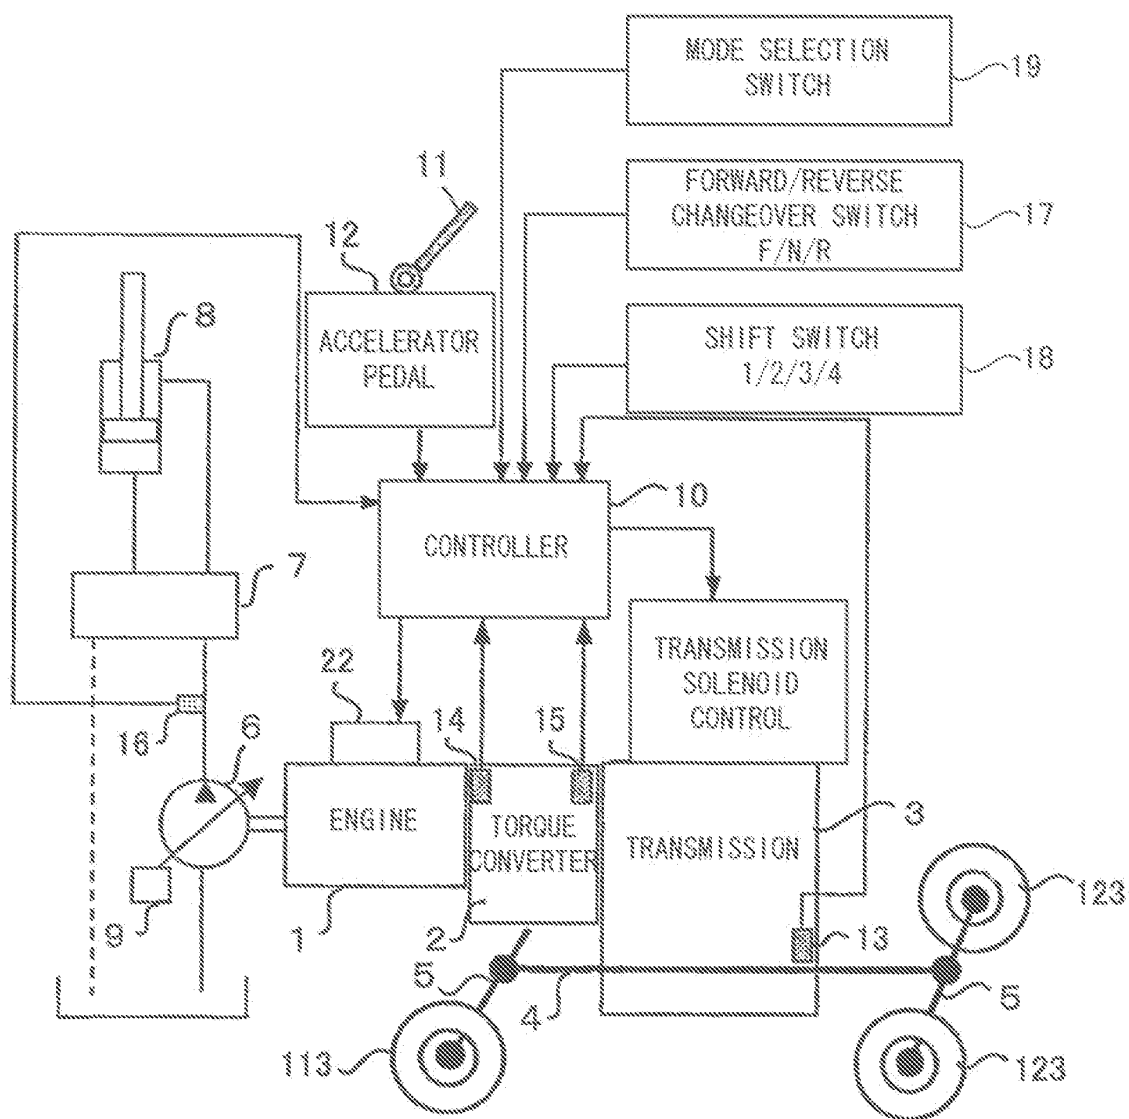 MODE SELECTION
SWITCH
19
FORWARD/REVERSE
CHANGEOVER SWITCH
F/N/R
17
11
12
8
ACCELERATOR
PEDAL
SHIFT SWITCH
1/2/3/4
18
10
CONTROLLER
7
TRANSMISSION
SOLENOID
CONTROL
22
14
15
16
6
ENGINE
TORQUE
CONVERTER
TRANSMISSION
3
9
1
2
13
123
5
4
5
113
123